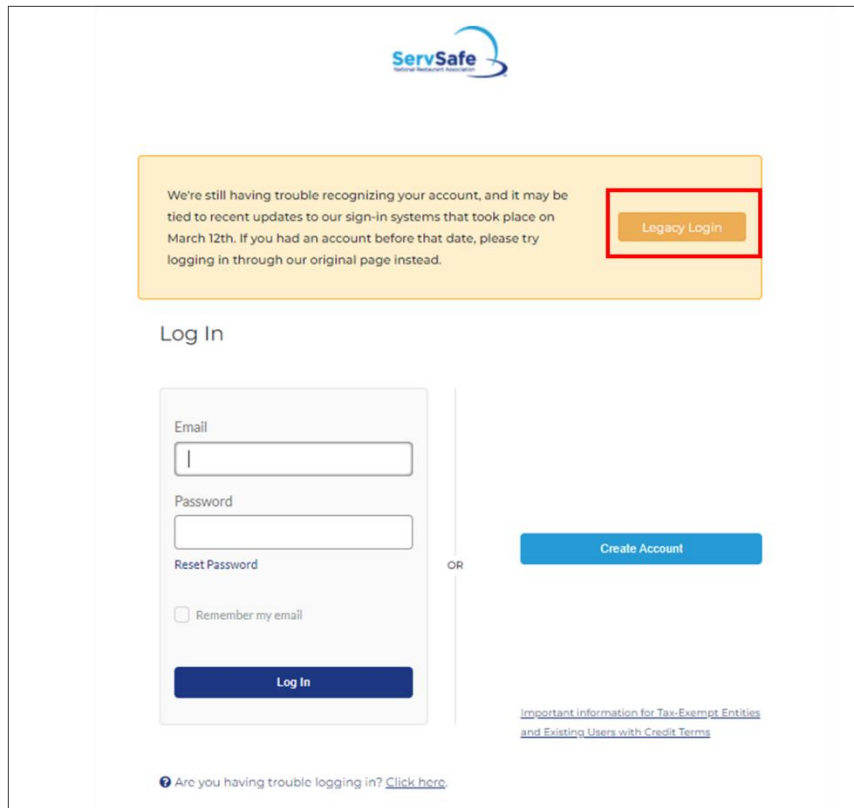 ServSafe
National Restaurant Association
We're still having trouble recognizing your account, and it may be
tied to recent updates to our sign-in systems that took place on
March 12th. If you had an account before that date, please try
logging in through our original page instead.
Legacy Login
Log In
Email
Password
Reset Password
Remember my email
Log In
OR
Create Account
Important information for Tax-Exempt Entities
and Existing Users with Credit Terms
Are you having trouble logging in? Click here.